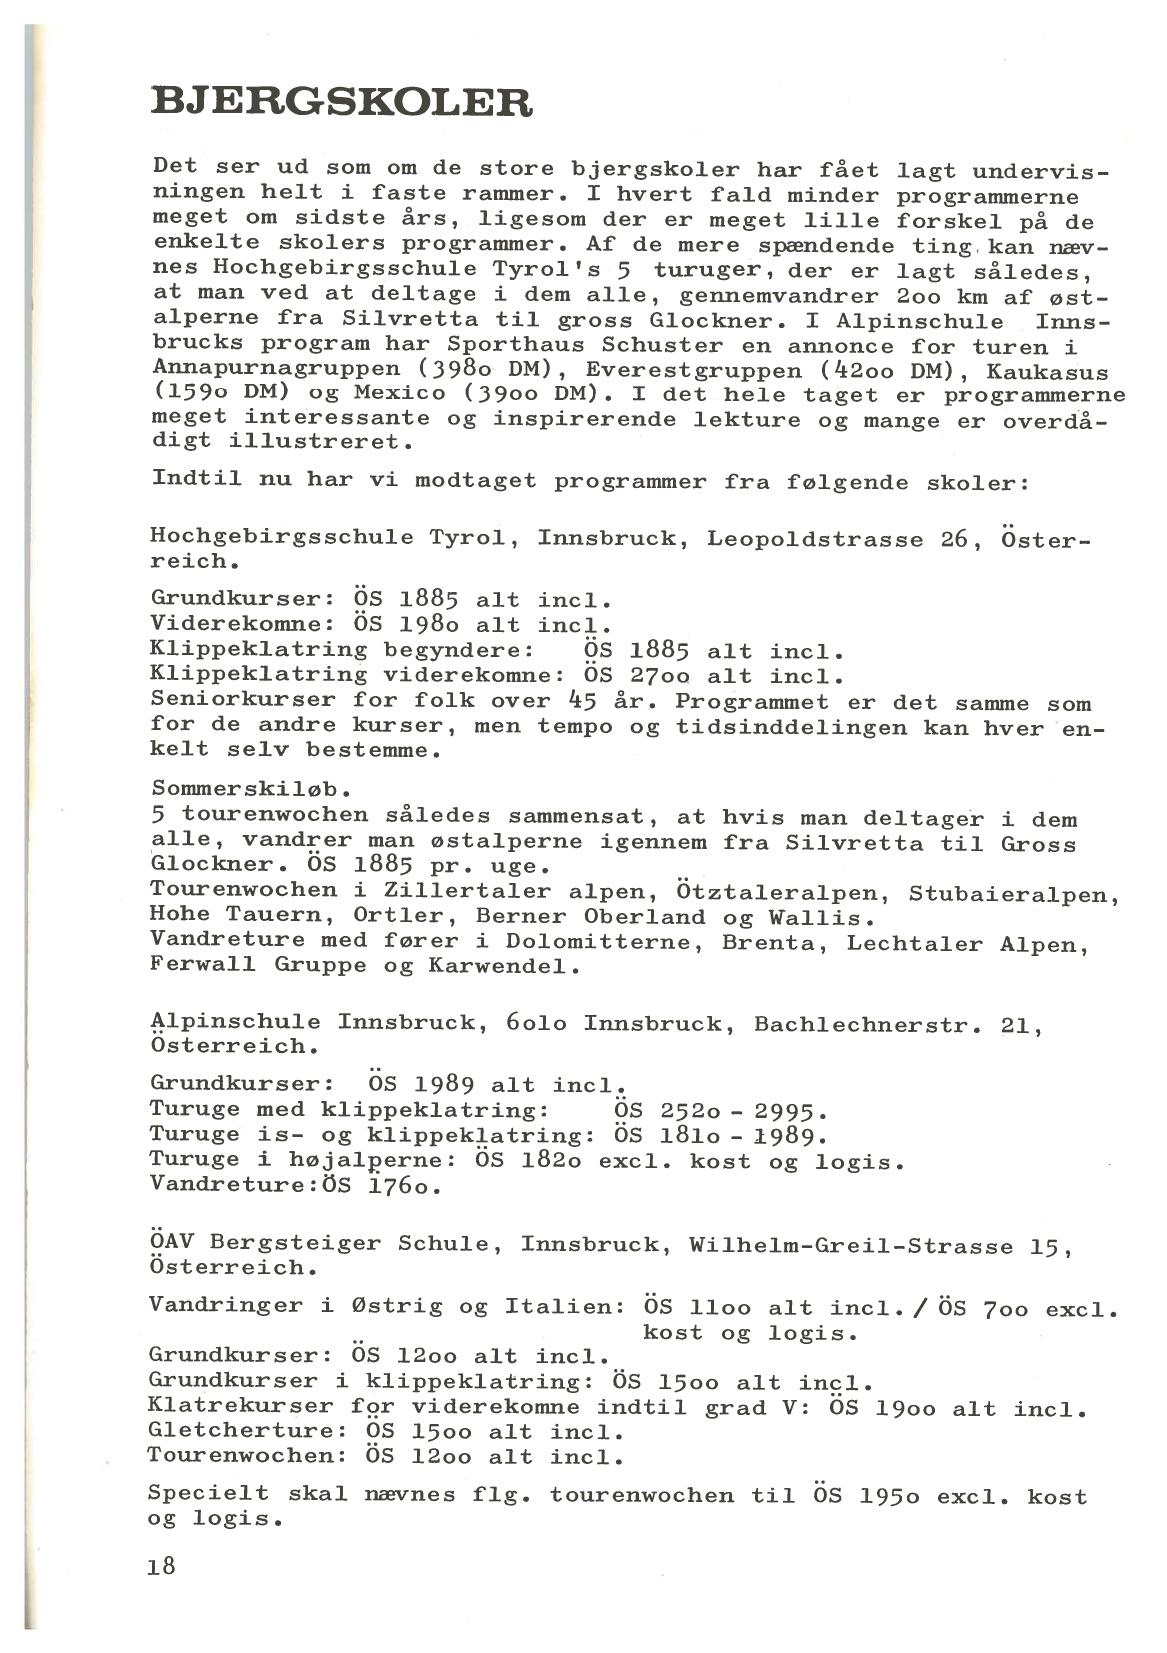 BJERGSKOLER
Det ser ud som om de store bjergskoler har fået lagt undervis-
ningen helt i faste rammer. I hvert fald minder programmerne
meget om sidste års, ligesom der er meget lille forskel på de
enkelte skolers programmer. Af de mere spændende ting kan næv-
nes Hochgebirgsschule Tyrol's 5 turuger, der er lagt således,
at man ved at deltage i dem alle, gennemvandrer 2oo km af øst-
alperne fra Silvretta til gross Glockner. I Alpinschule Inns-
brucks program har Sporthaus Schuster en annonce for turen i
Annapurnagruppen (398o DM), Everestgruppen (42oo DM), Kaukasus
(159o DM) og Mexico (39oo DM). I det hele taget er programmerne
meget interessante og inspirerende lekture og mange er overdå-
digt illustreret.
Indtil nu har vi modtaget programmer fra følgende skoler:
Hochgebirgsschule Tyrol, Innsbruck, Leopoldstrasse 26, Öster-
reich.
Grundkurser: ÖS 1885 alt incl.
Viderekomne: ÖS 198o alt incl.
Klippeklatring begyndere: ÖS 1885 alt incl.
Klippeklatring viderekomne: ÖS 27oo alt incl.
Seniorkurser for folk over 45 år. Programmet er det samme som
for de andre kurser, men tempo og tidsinddelingen kan hver en-
kelt selv bestemme.
Sommerskiløb.
5 tourenwochen således sammensat, at hvis man deltager i dem
alle, vandrer man østalperne igennem fra Silvretta til Gross
Glockner. ÖS 1885 pr. uge.
Tourenwochen i Zillertaler alpen, Ötztaleralpen, Stubaieralpen,
Hohe Tauern, Ortler, Berner Oberland og Wallis.
Vandreture med fører i Dolomitterne, Brenta, Lechtaler Alpen,
Ferwall Gruppe og Karwendel.
Alpinschule Innsbruck, 6olo Innsbruck, Bachlechnerstr. 21,
Österreich.
Grundkurser: ÖS 1989 alt incl.
Turuge med klippeklatring: ÖS 252o - 2995.
Turuge is- og klippeklatring: ÖS 181o - 1989.
Turuge i højalperne: ÖS 182o excl. kost og logis.
Vandreture:ÖS 176o.
ÖAV Bergsteiger Schule, Innsbruck, Wilhelm-Greil-Strasse 15,
Österreich.
Vandringer i Østrig og Italien: ÖS 11oo alt incl. / ÖS 7oo excl.
kost og logis.
Grundkurser: ÖS 12oo alt incl.
Grundkurser i klippeklatring: ÖS 15oo alt incl.
Klatrekurser for viderekomne indtil grad V: ÖS 19oo alt incl.
Gletcherture: ÖS 15oo alt incl.
Tourenwochen: ÖS 12oo alt incl.
Specielt skal nævnes flg. tourenwochen til ÖS 195o excl. kost
og logis.
18